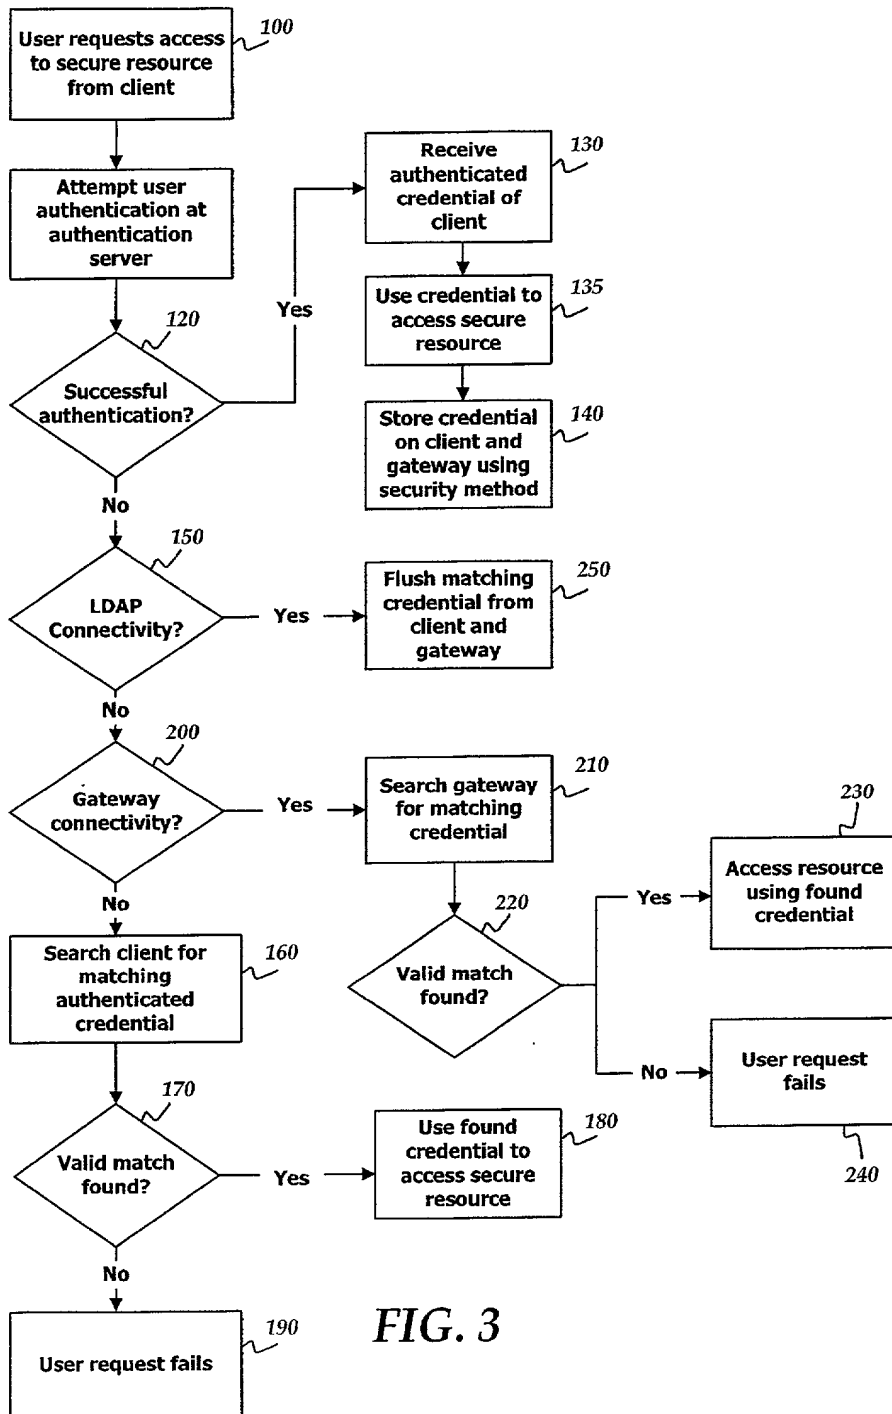 User requests access
to secure resource
from client
100
Attempt user
authentication at
authentication
server
Receive
authenticated
credential of
client
130
Use credential to
access secure
resource
135
Yes
120
Successful
authentication?
Store credential
on client and
gateway using
security method
140
No
150
LDAP
Connectivity?
Yes
Flush matching
credential from
client and
gateway
250
No
200
Gateway
connectivity?
Yes
Search gateway
for matching
credential
210
230
Access resource
using found
credential
Yes
No
220
Valid match
found?
Search client for
matching
authenticated
credential
160
No
User request
fails
240
170
Valid match
found?
Yes
Use found
credential to
access secure
resource
180
No
User request fails
190
FIG. 3